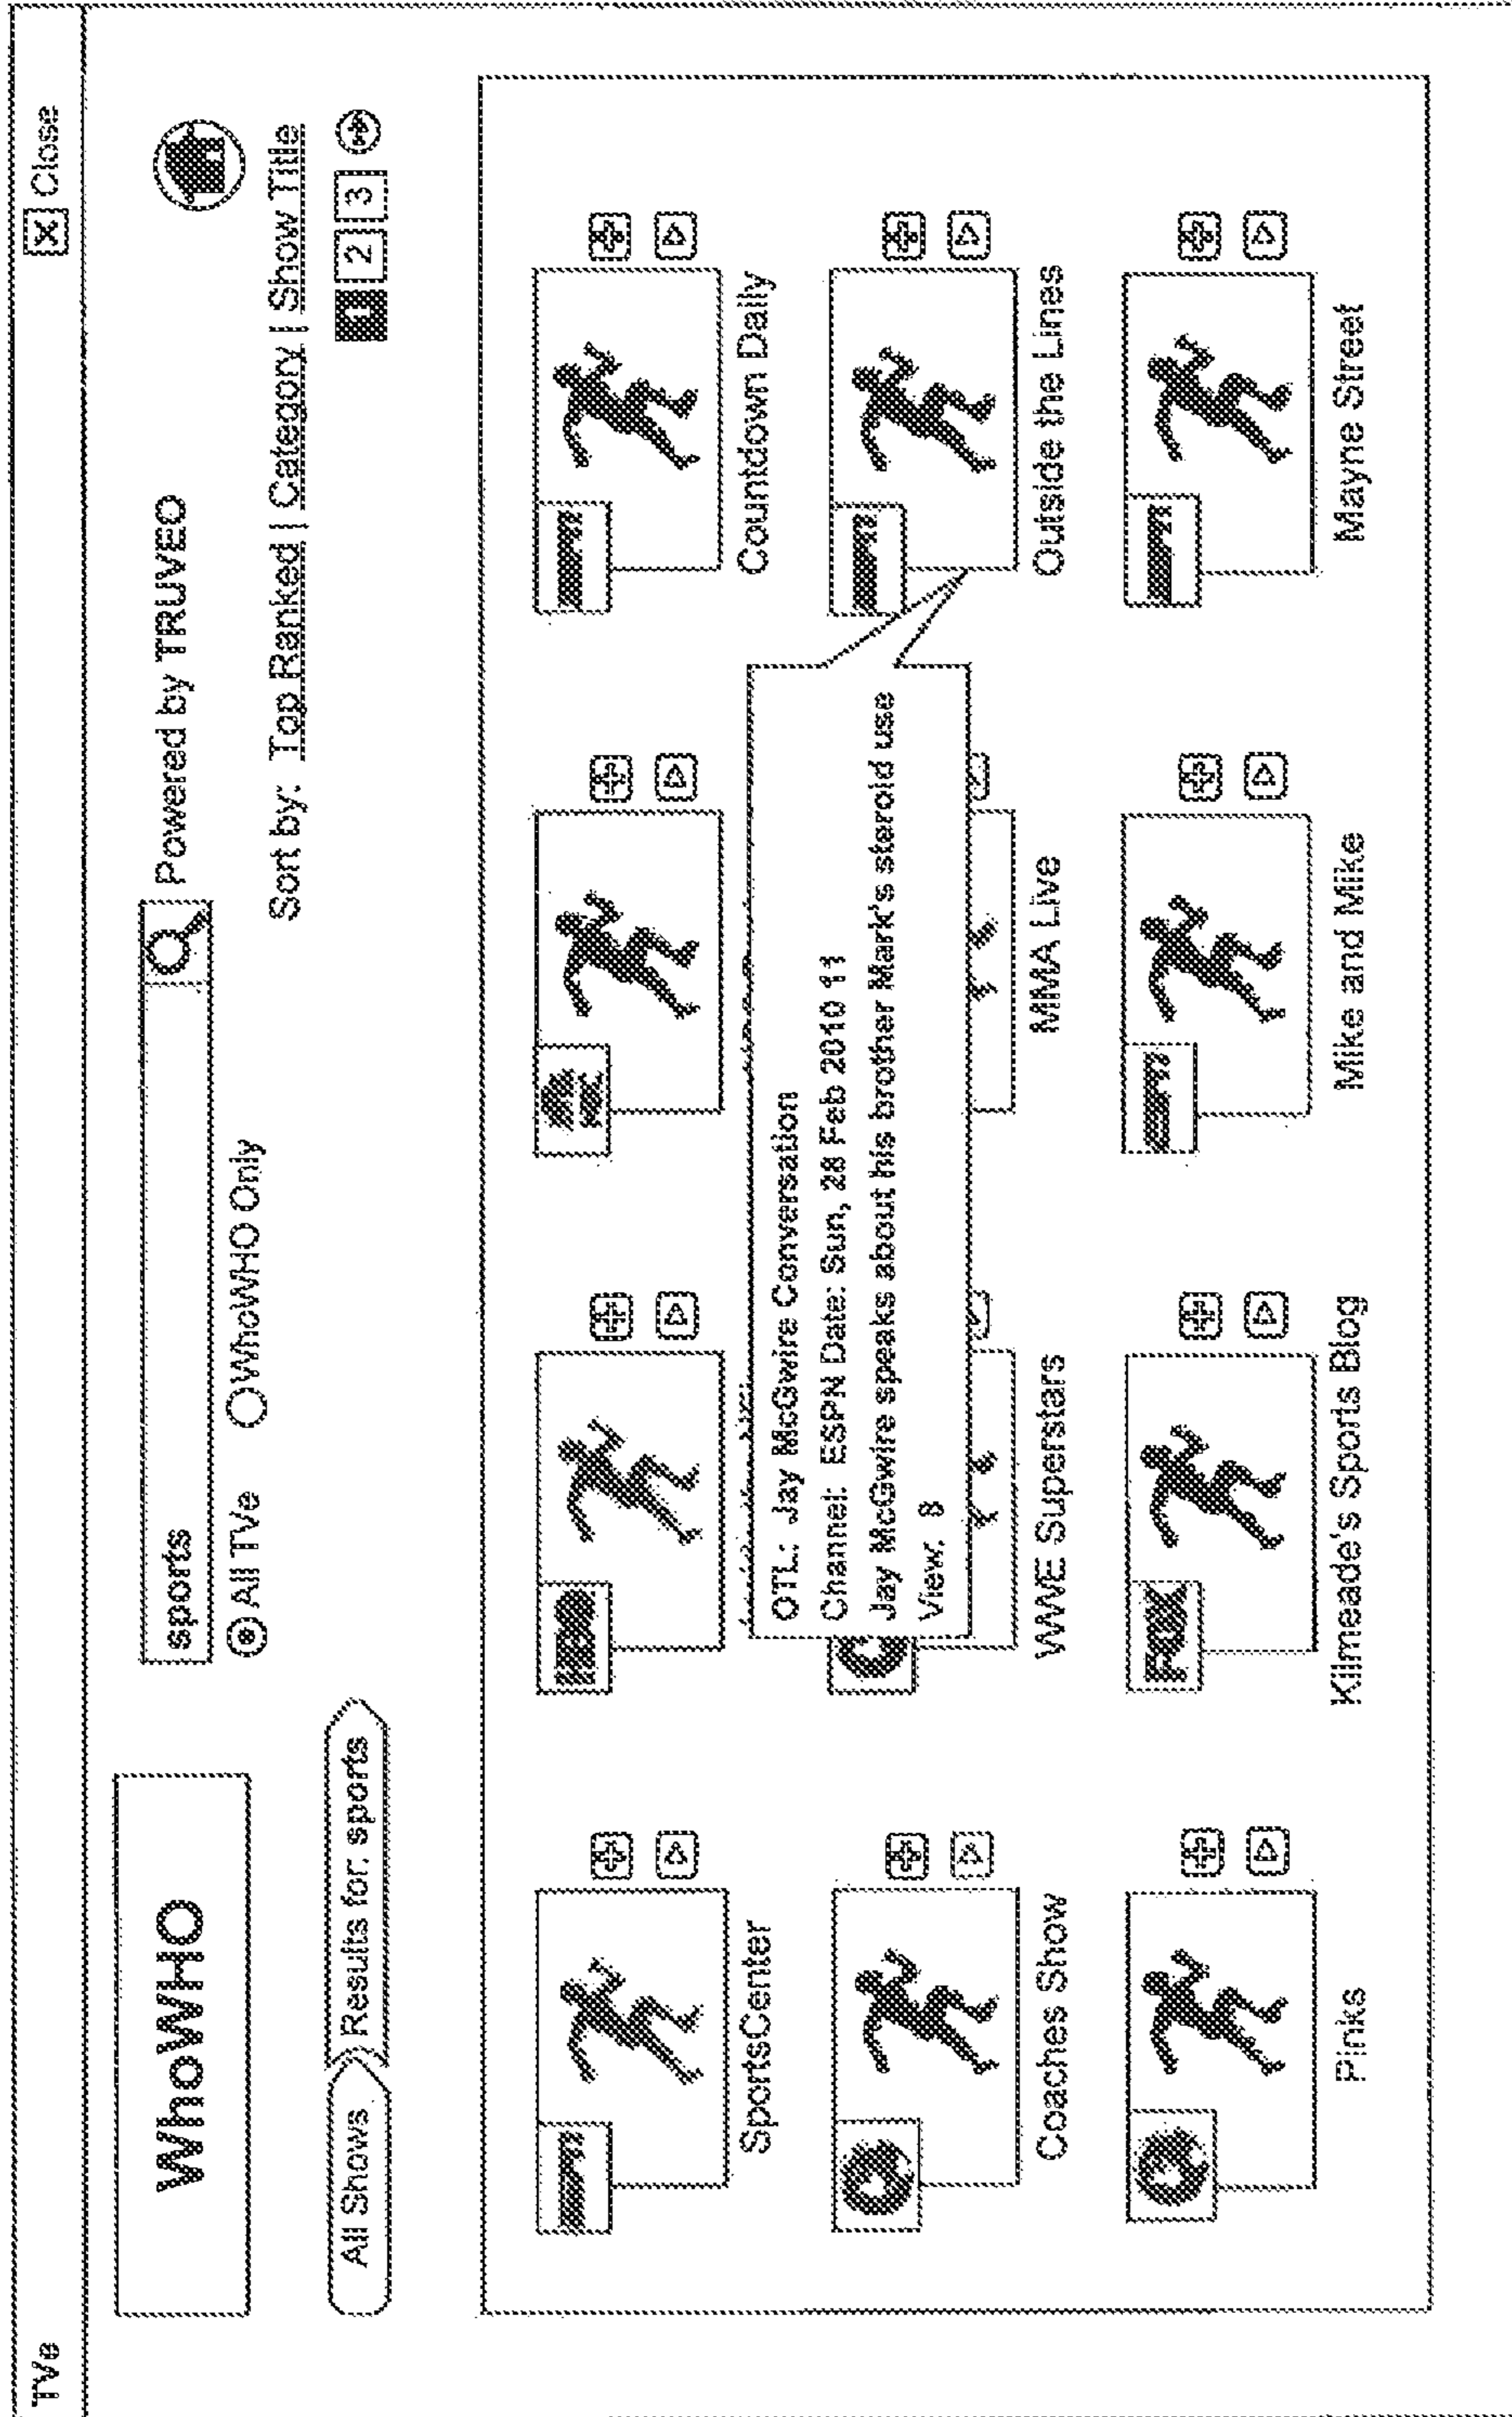 TVe
X Close
WhoWHO
sports
Powered by TRUVEO
All TVe WhoWHO Only
Sort by: Top Ranked | Category | Show Title
All Shows Results for: sports
1 2 3
SportsCenter
Countdown Daily
OTL: Jay McGwire Conversation
Channel: ESPN Date: Sun, 28 Feb 2010 11
Jay McGwire speaks about his brother Mark's steroid use
View: 8
Coaches Show
WWE Superstars
MMA Live
Outside the Lines
FOX
Pinks
Kilmeade's Sports Blog
Mike and Mike
Mayne Street